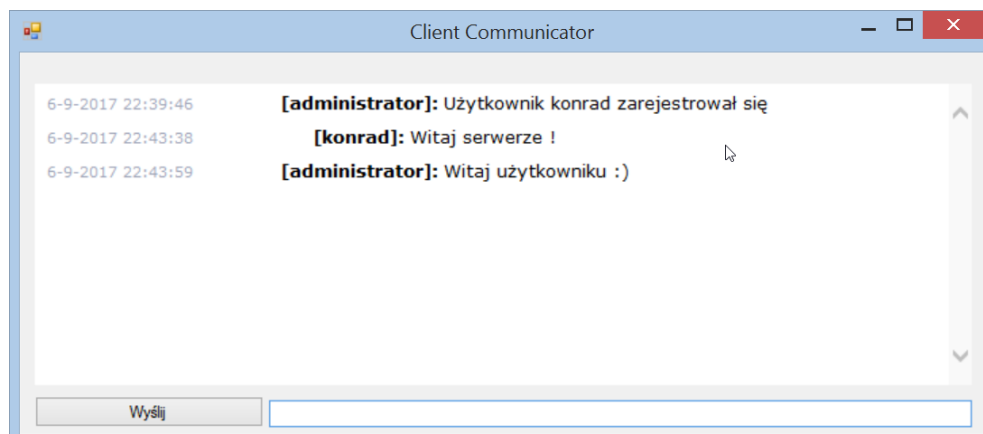 Client Communicator
6-9-2017 22:39:46 [administrator]: Użytkownik konrad zarejestrował się
6-9-2017 22:43:38 [konrad]: Witaj serwerze !
6-9-2017 22:43:59 [administrator]: Witaj użytkowniku :)
Wyślij